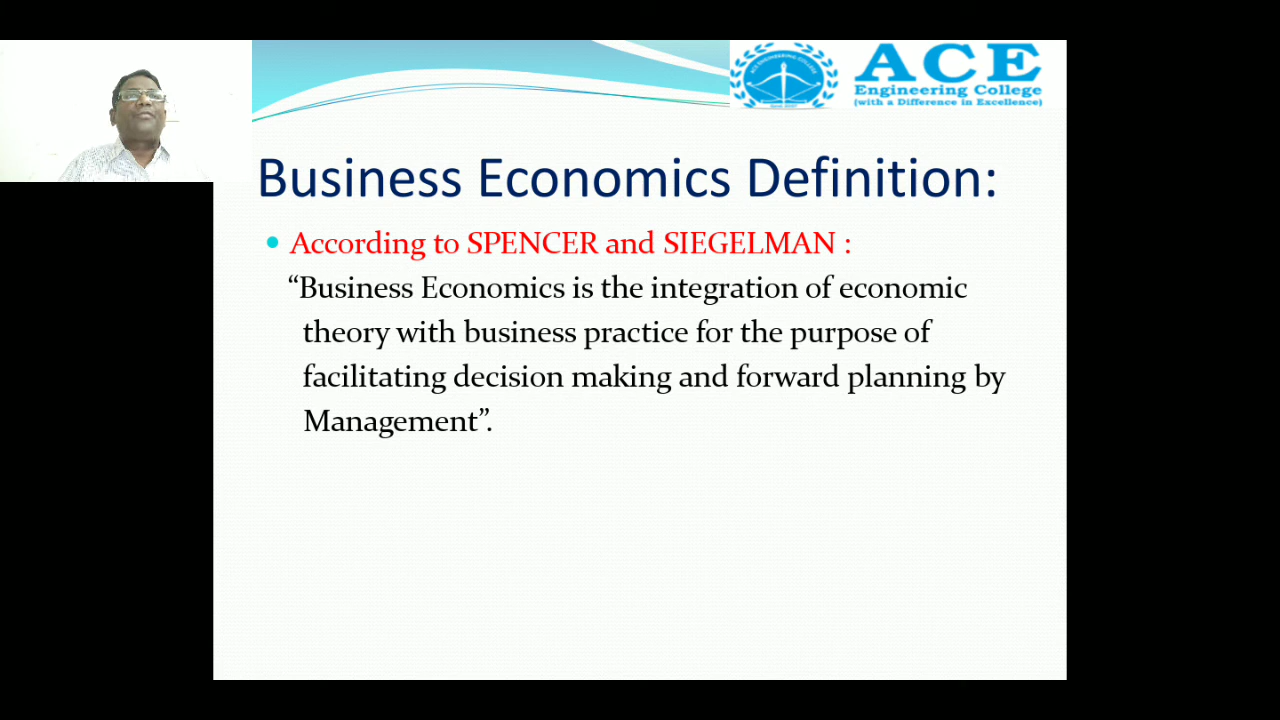 ACE
Engineering College
(with a Difference in Excellence)
Business Economics Definition:
According to SPENCER and SIEGELMAN :
“Business Economics is the integration of economic
theory with business practice for the purpose of
facilitating decision making and forward planning by
Management”.